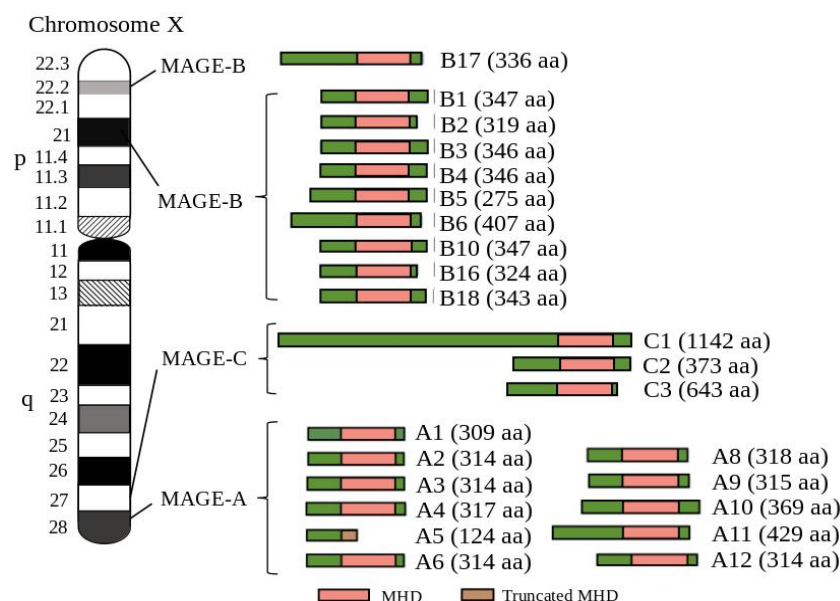 Chromosome X
22.3
22.2
22.1
21
p
11.4
11.3
11.2
11.1
11
12
13
21
22
q
23
24
25
26
27
28
MAGE-B
B17 (336 aa)
MAGE-B
B1 (347 aa)
B2 (319 aa)
B3 (346 aa)
B4 (346 aa)
B5 (275 aa)
B6 (407 aa)
B10 (347 aa)
B16 (324 aa)
B18 (343 aa)
MAGE-C
C1 (1142 aa)
C2 (373 aa)
C3 (643 aa)
MAGE-A
A1 (309 aa)
A2 (314 aa)
A3 (314 aa)
A4 (317 aa)
A5 (124 aa)
A6 (314 aa)
A8 (318 aa)
A9 (315 aa)
A10 (369 aa)
A11 (429 aa)
A12 (314 aa)
MHD
Truncated MHD